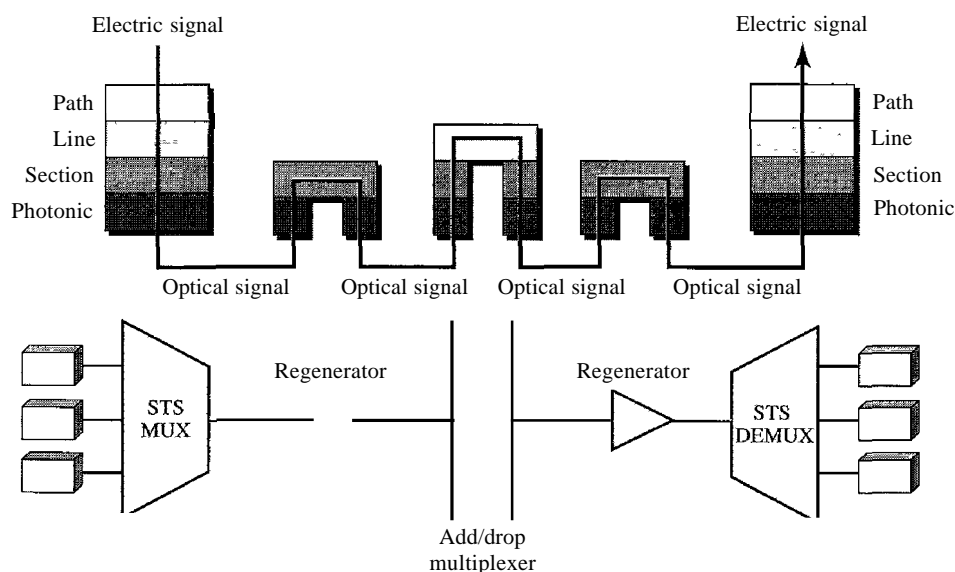 Electric signal
Electric signal
Path
Path
Line
Line
Section
Section
Photonic
Photonic
Optical signal
Optical signal
Optical signal
Optical signal
Regenerator
Regenerator
STS
MUX
STS
DEMUX
Add/drop
multiplexer